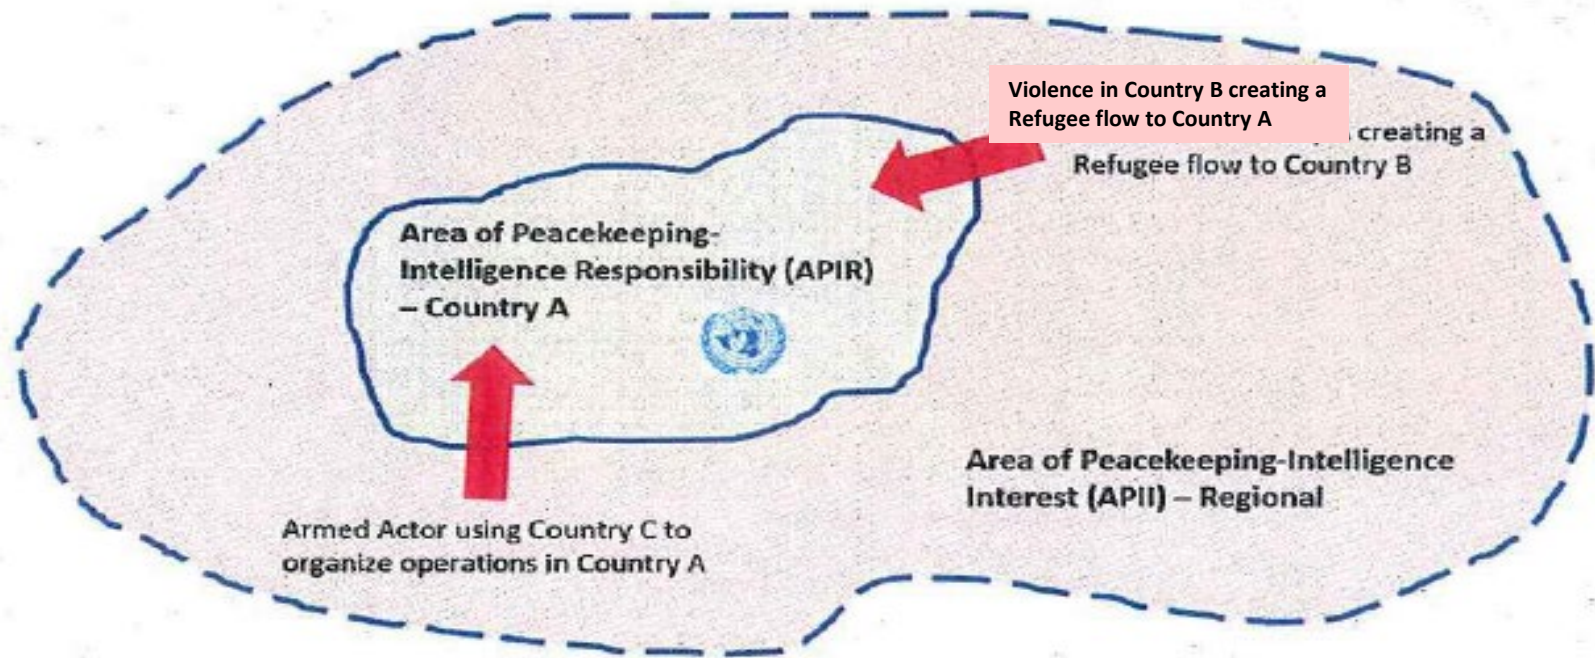 Violence in Country B creating a
Refugee flow to Country A
creating a
Refugee flow to Country B
Area of Peacekeeping-
Intelligence Responsibility (APIR)
– Country A
Area of Peacekeeping-Intelligence
Interest (APII) – Regional
Armed Actor using Country C to
organize operations in Country A